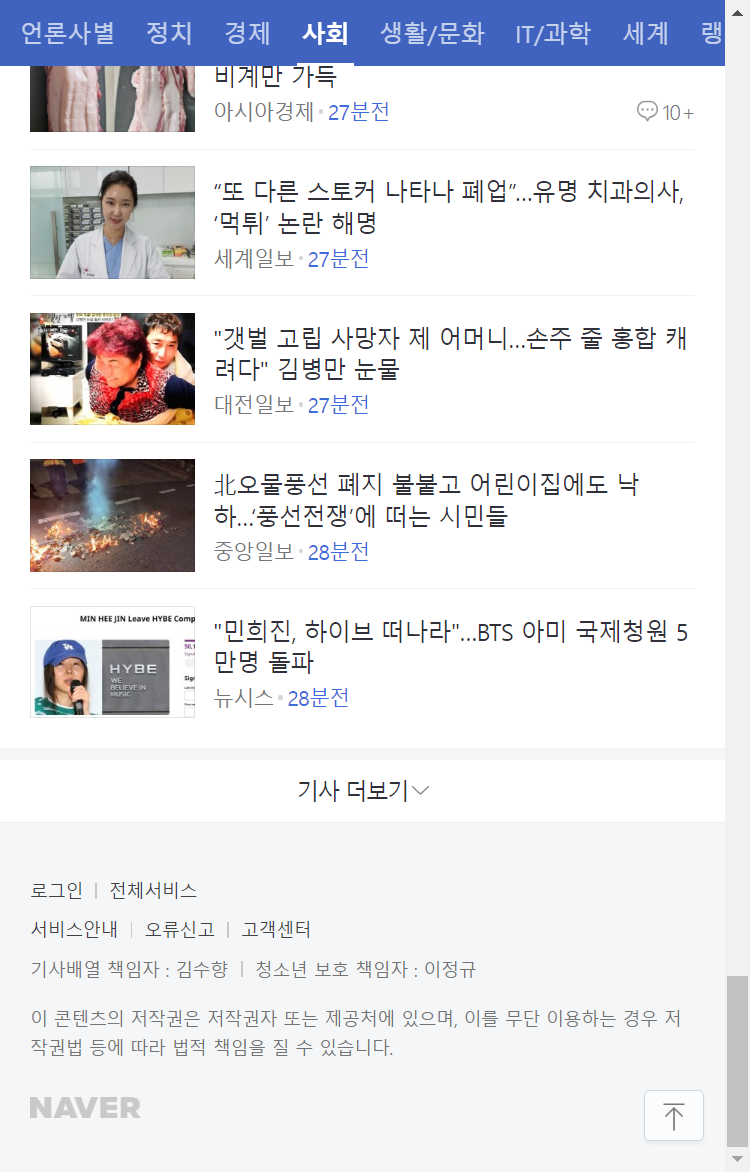 언론사별 정치 경제 사회 생활/문화 IT/과학 세계 랭
비계만 가득
아시아경제 27분전 10+
“또 다른 스토커 나타나 폐업”…유명 치과의사,
‘먹튀’ 논란 해명
세계일보 27분전
"갯벌 고립 사망자 제 어머니…손주 줄 홍합 캐
려다" 김병만 눈물
대전일보 27분전
北오물풍선 폐지 불붙고 어린이집에도 낙
하…‘풍선전쟁’에 떠는 시민들
중앙일보 28분전
MIN HEE JIN Leave HYBE Comp
HYBE
WE
BELIEVE IN
MUSIC
"민희진, 하이브 떠나라"…BTS 아미 국제청원 5
만명 돌파
뉴시스 28분전
기사 더보기
로그인 전체서비스
서비스안내 오류신고 고객센터
기사배열 책임자 : 김수향 청소년 보호 책임자 : 이정규
이 콘텐츠의 저작권은 저작권자 또는 제공처에 있으며, 이를 무단 이용하는 경우 저
작권법 등에 따라 법적 책임을 질 수 있습니다.
NAVER